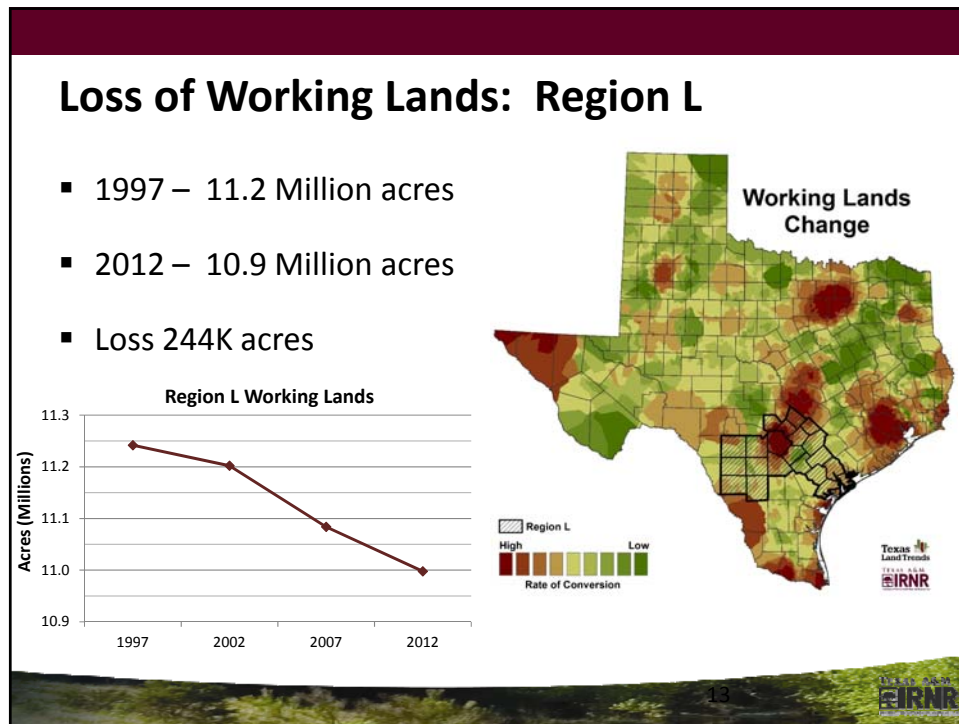 Loss of Working Lands: Region L
▪ 1997 – 11.2 Million acres
▪ 2012 – 10.9 Million acres
▪ Loss 244K acres
Region L Working Lands
Acres (Millions)
11.3
11.2
11.1
11.0
10.9
1997 2002 2007 2012
Working Lands
Change
Region L
High Low
Rate of Conversion
Texas
Land Trends
TEXAS A&M
IRNR
13
TEXAS A&M
IRNR